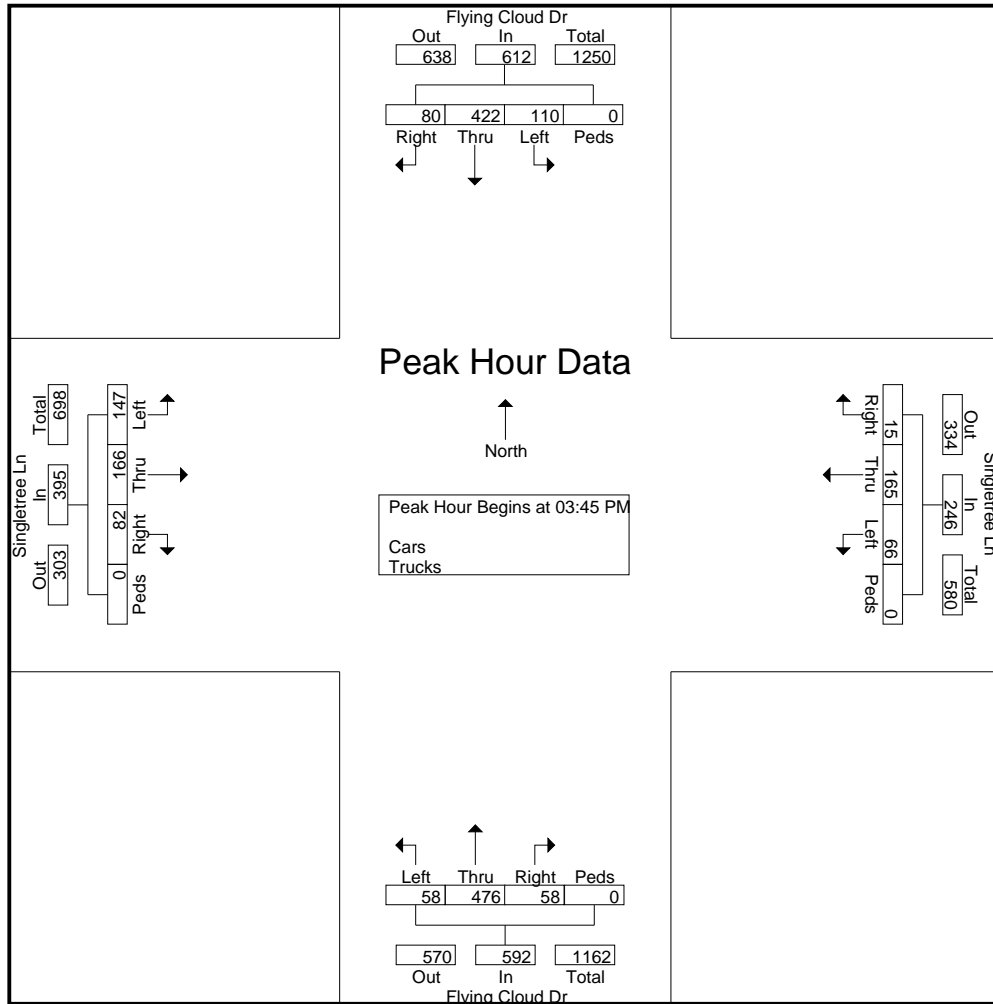 Flying Cloud Dr
Out In Total
638 612 1250
80 422 110 0
Right Thru Left Peds
Peak Hour Data
North
Peak Hour Begins at 03:45 PM
Cars
Trucks
Singletree Ln
Out In Total
303 395 698
0 82 166 147
Peds Right Thru Left
Singletree Ln
Out In Total
334 246 580
15 165 66 0
Right Thru Left Peds
Left Thru Right Peds
58 476 58 0
570 592 1162
Out In Total
Flying Cloud Dr